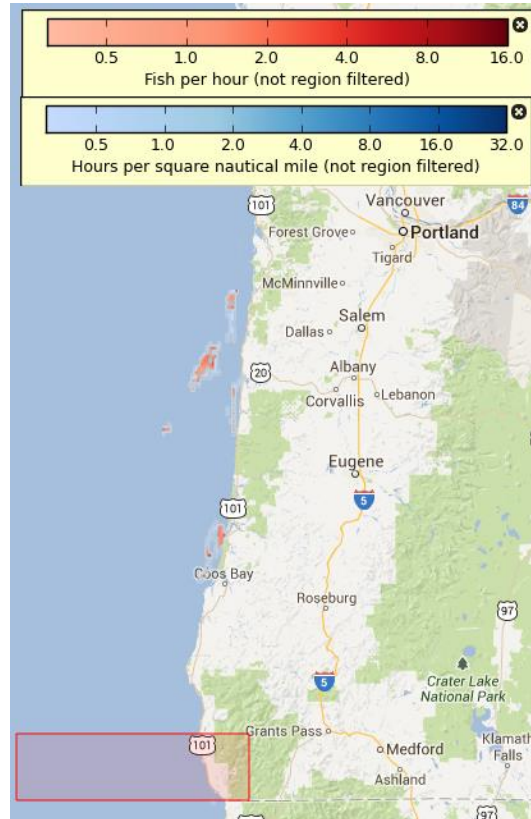 0.5 1.0 2.0 4.0 8.0 16.0
Fish per hour (not region filtered)
0.5 1.0 2.0 4.0 8.0 16.0 32.0
Hours per square nautical mile (not region filtered)
101
Vancouver
84
Forest Grove
Portland
Tigard
McMinnville
Salem
Dallas
Albany
20
Corvallis
Lebanon
Eugene
5
101
Coos Bay
Roseburg
97
5
Crater Lake
National Park
101
Grants Pass
Medford
Klamath
Falls
Ashland
97
101